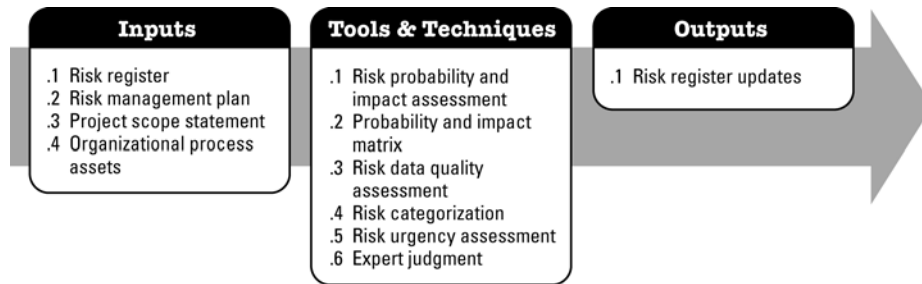 Inputs
.1 Risk register
.2 Risk management plan
.3 Project scope statement
.4 Organizational process
assets
Tools & Techniques
.1 Risk probability and
impact assessment
.2 Probability and impact
matrix
.3 Risk data quality
assessment
.4 Risk categorization
.5 Risk urgency assessment
.6 Expert judgment
Outputs
.1 Risk register updates